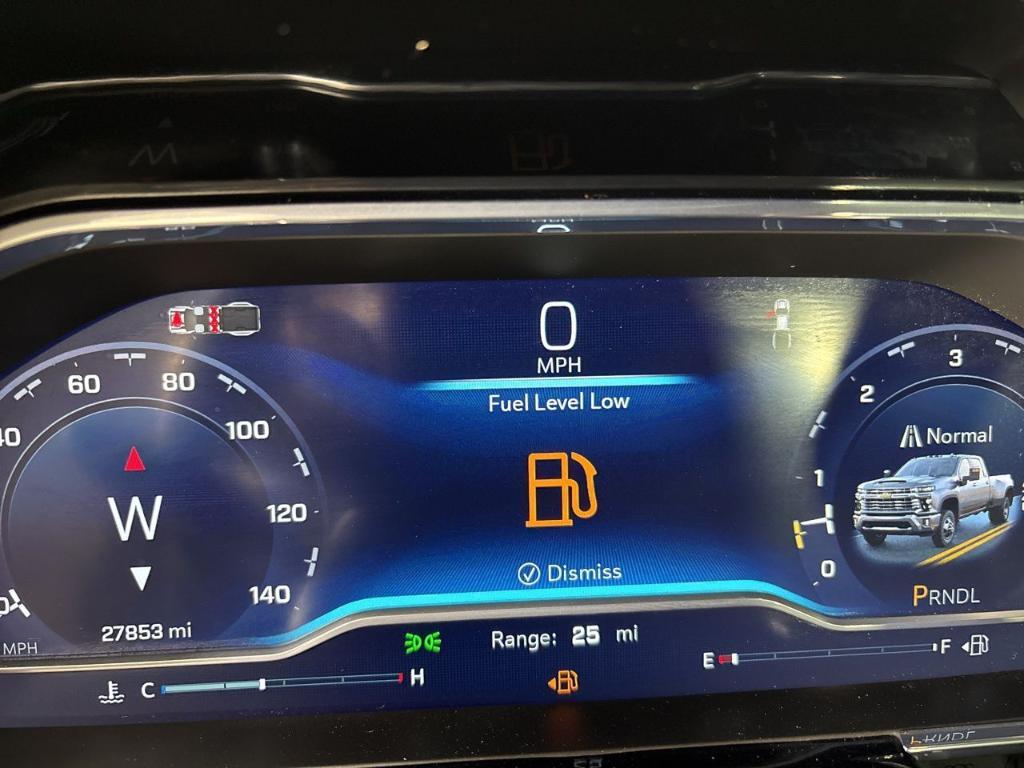 0
MPH
Fuel Level Low
Dismiss
60
80
100
120
140
W
27853 mi
MPH
3
2
1
0
Normal
PRNDL
Range: 25 mi
C
H
E
F